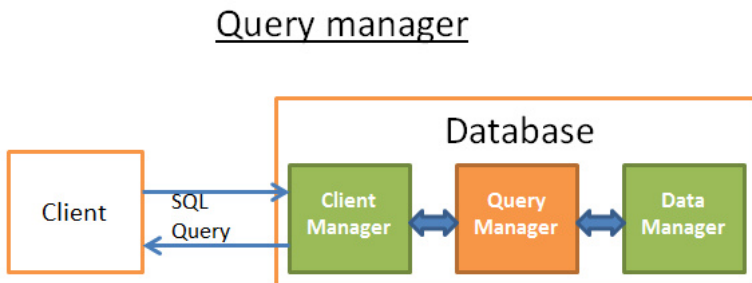 Query manager
Database
Client
SQL
Query
Client
Manager
Query
Manager
Data
Manager